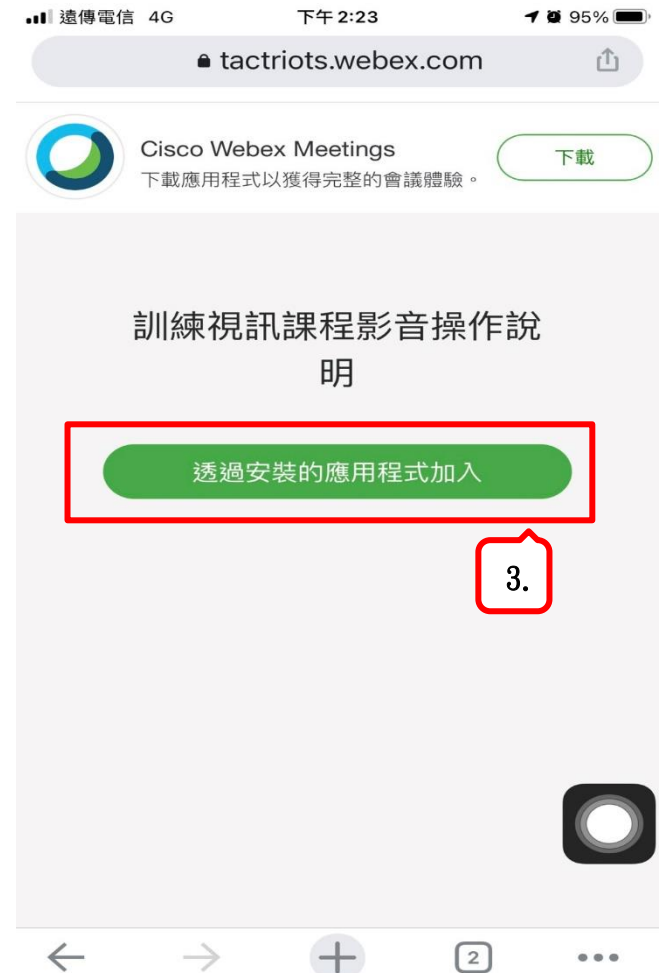 遠傳電信 4G 下午 2:23 95%
tactriots.webex.com
Cisco Webex Meetings
下載應用程式以獲得完整的會議體驗。
下載
訓練視訊課程影音操作說
明
透過安裝的應用程式加入
3.
2